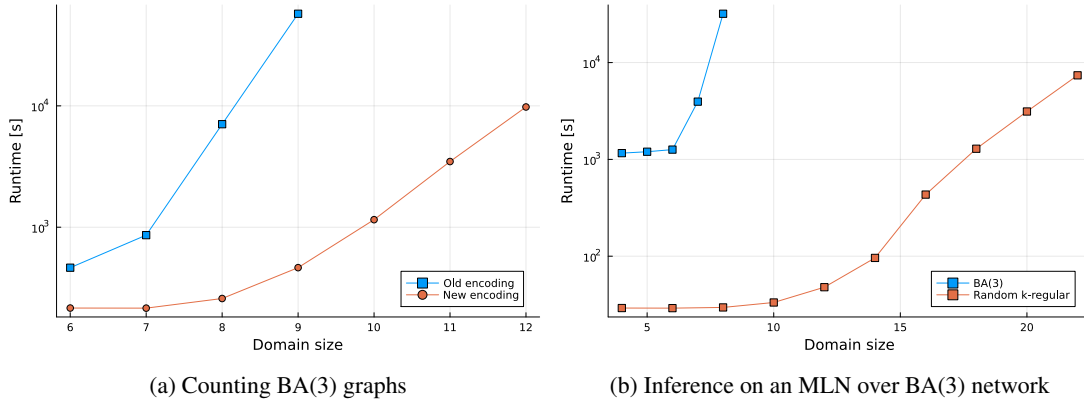 10^4
10^3
Runtime [s]
6 7 8 9 10 11 12
Domain size
Old encoding
New encoding
(a) Counting BA(3) graphs
10^4
10^3
10^2
Runtime [s]
5 10 15 20
Domain size
BA(3)
Random k-regular
(b) Inference on an MLN over BA(3) network